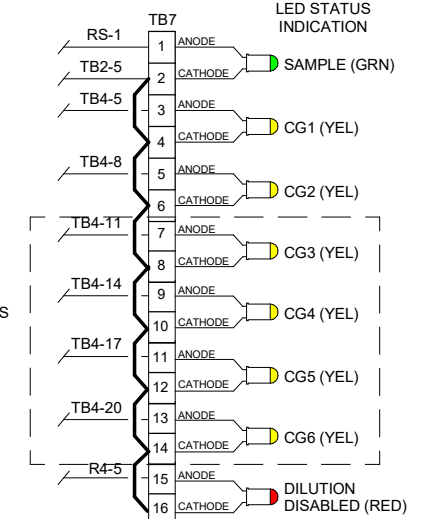 LED STATUS
INDICATION
TB7
RS-1
1
ANODE
SAMPLE (GRN)
TB2-5
2
CATHODE
TB4-5
3
ANODE
CG1 (YEL)
4
CATHODE
TB4-8
5
ANODE
CG2 (YEL)
6
CATHODE
TB4-11
7
ANODE
CG3 (YEL)
8
CATHODE
TB4-14
9
ANODE
S
CG4 (YEL)
10
CATHODE
TB4-17
11
ANODE
CG5 (YEL)
12
CATHODE
TB4-20
13
ANODE
CG6 (YEL)
14
CATHODE
R4-5
15
ANODE
DILUTION
DISABLED (RED)
16
CATHODE